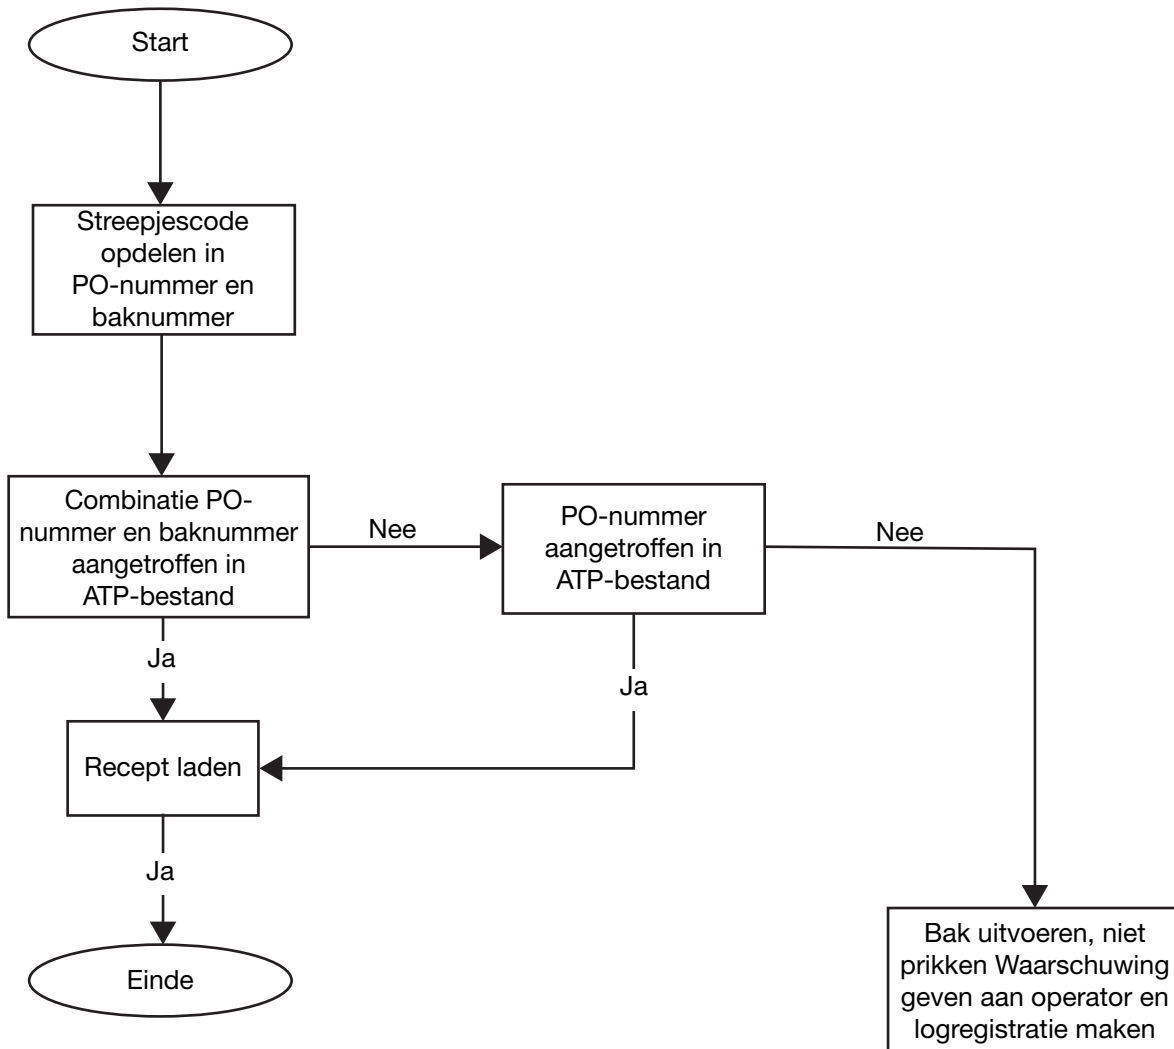 Start
Streepjescode
opdelen in
PO-nummer en
baknummer
Combinatie PO-
nummer en baknummer
aangetroffen in
ATP-bestand
Nee
PO-nummer
aangetroffen in
ATP-bestand
Nee
Ja
Ja
Recept laden
Ja
Einde
Bak uitvoeren, niet
prikken Waarschuwing
geven aan operator en
logregistratie maken